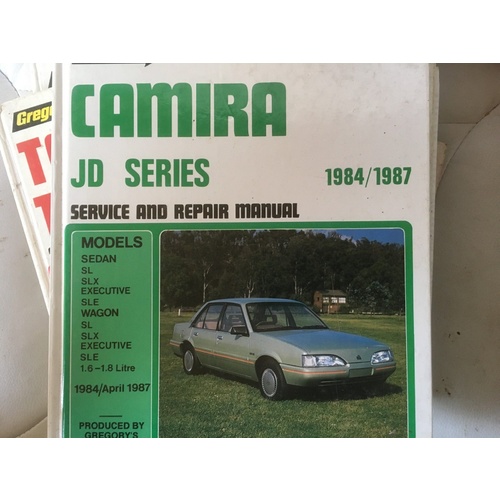 CAMIRA
JD SERIES 1984/1987
SERVICE AND REPAIR MANUAL
MODELS
SEDAN
SL
SLX
EXECUTIVE
SLE
WAGON
SL
SLX
EXECUTIVE
SLE
1.6-1.8 Litre
1984/April 1987
PRODUCED BY
GREGORY'S
Grego